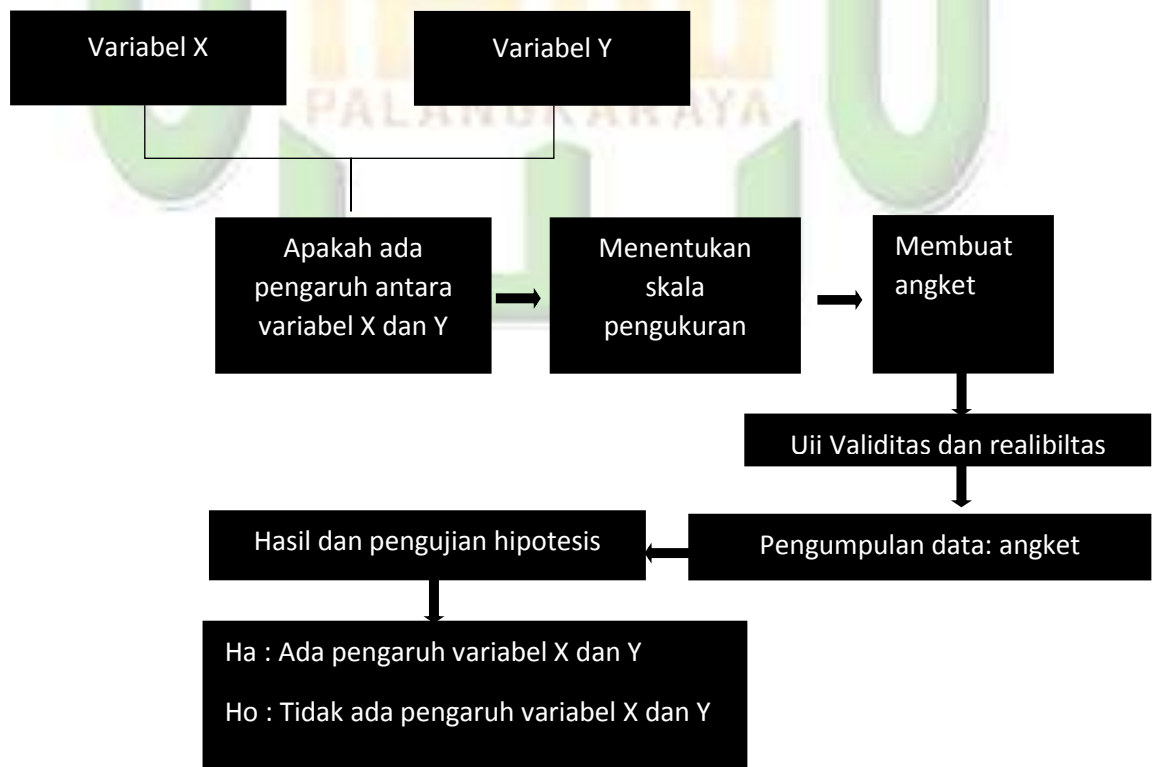 Variabel X
Variabel Y
PALANGKARAYA
Apakah ada
pengaruh antara
variabel X dan Y
Menentukan
skala
pengukuran
Membuat
angket
Uii Validitas dan realibiltas
Hasil dan pengujian hipotesis
Pengumpulan data: angket
Ha : Ada pengaruh variabel X dan Y
Ho : Tidak ada pengaruh variabel X dan Y